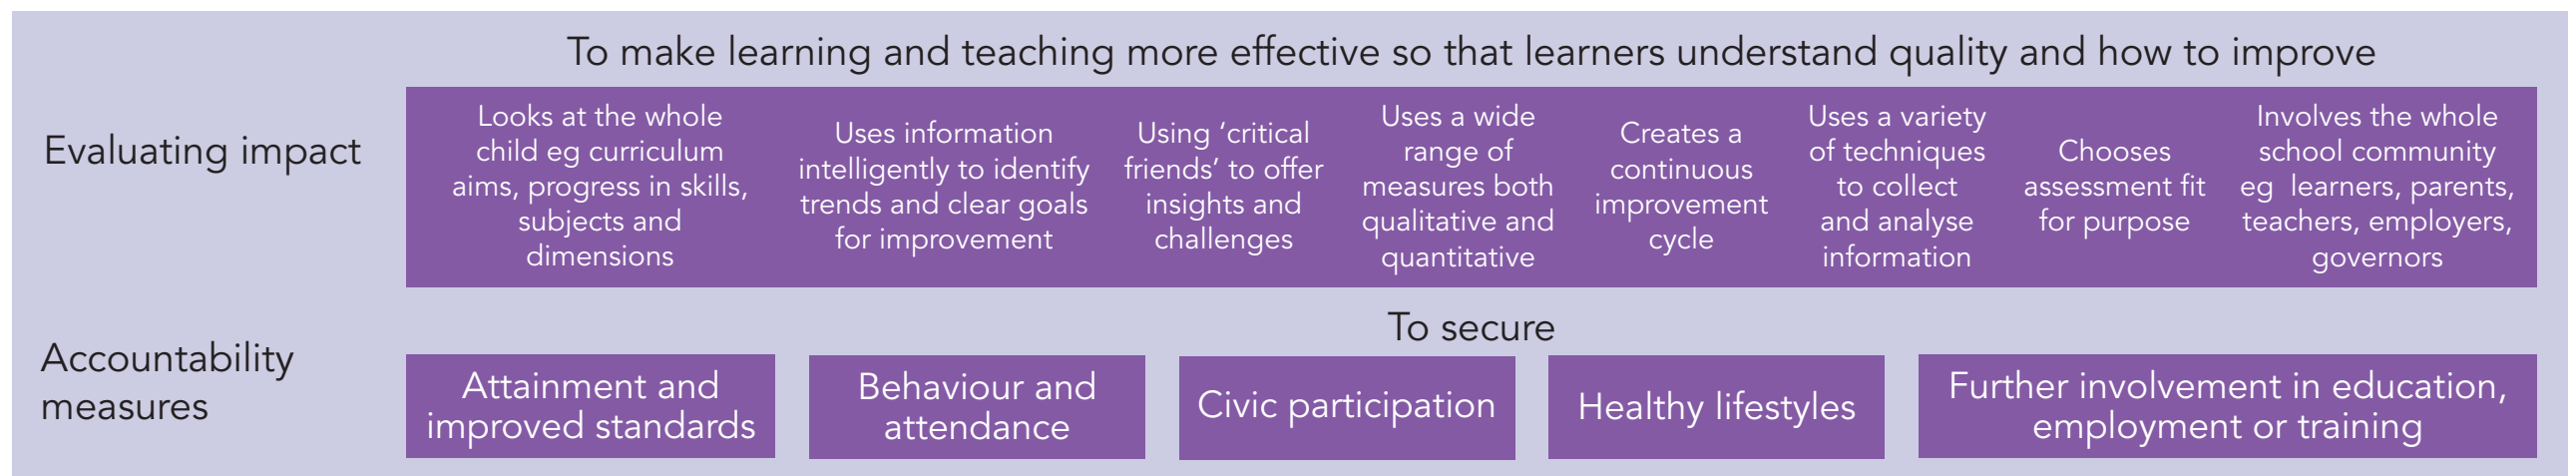 To make learning and teaching more effective so that learners understand quality and how to improve
Evaluating impact
Looks at the whole
child eg curriculum
aims, progress in skills,
subjects and
dimensions
Uses information
intelligently to identify
trends and clear goals
for improvement
Using ‘critical
friends’ to offer
insights and
challenges
Uses a wide
range of
measures both
qualitative and
quantitative
Creates a
continuous
improvement
cycle
Uses a variety
of techniques
to collect
and analyse
information
Chooses
assessment fit
for purpose
Involves the whole
school community
eg learners, parents,
teachers, employers,
governors
To secure
Accountability
measures
Attainment and
improved standards
Behaviour and
attendance
Civic participation
Healthy lifestyles
Further involvement in education,
employment or training